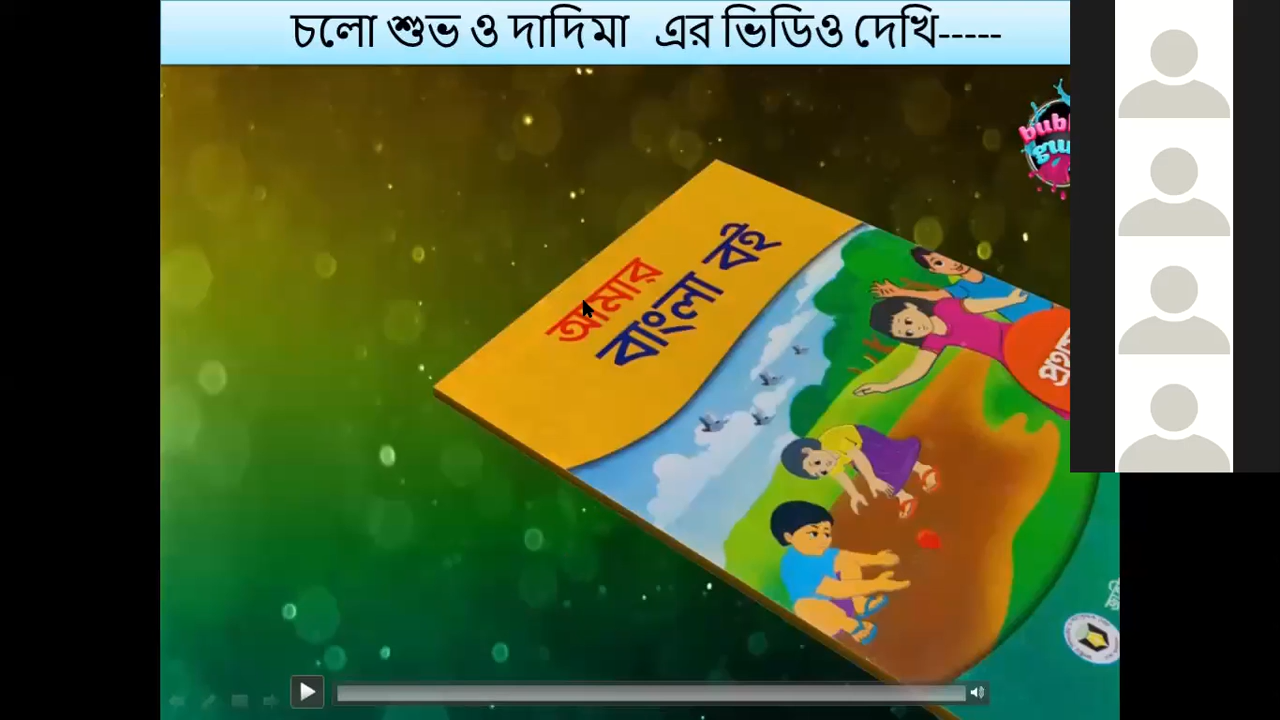 চলো শুভ ও দাদিমা এর ভিডিও দেখি-----
আমার
বাংলা বই